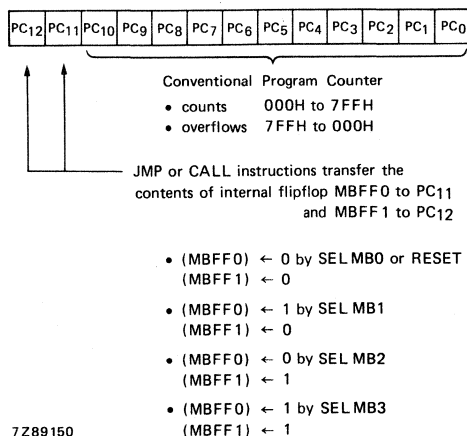 PC12 PC11 PC10 PC9 PC8 PC7 PC6 PC5 PC4 PC3 PC2 PC1 PC0
Conventional Program Counter
• counts 000H to 7FFH
• overflows 7FFH to 000H
JMP or CALL instructions transfer the
contents of internal flipflop MBFF0 to PC11
and MBFF1 to PC12
• (MBFF0) ← 0 by SEL MB0 or RESET
(MBFF1) ← 0
• (MBFF0) ← 1 by SEL MB1
(MBFF1) ← 0
• (MBFF0) ← 0 by SEL MB2
(MBFF1) ← 1
• (MBFF0) ← 1 by SEL MB3
(MBFF1) ← 1
7Z89150